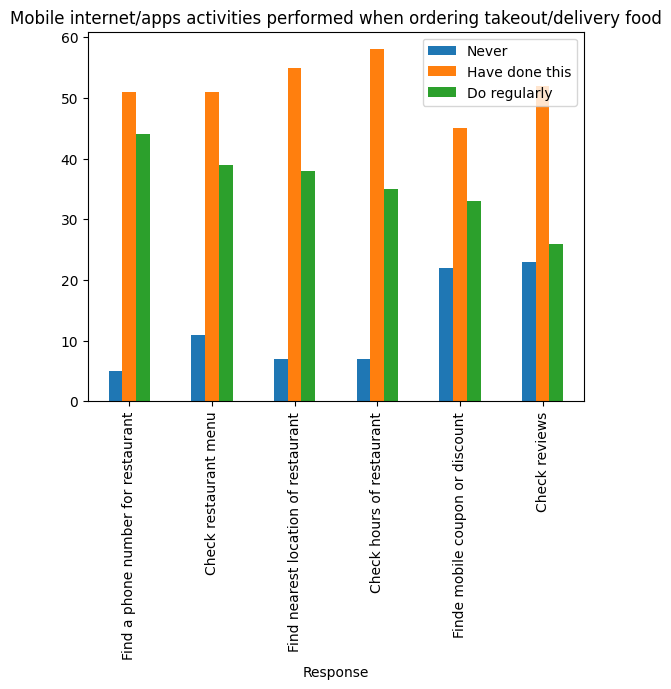 Mobile internet/apps activities performed when ordering takeout/delivery food
60
50
40
30
20
10
0
Never
Have done this
Do regularly
Find a phone number for restaurant
Check restaurant menu
Find nearest location of restaurant
Check hours of restaurant
Finde mobile coupon or discount
Check reviews
Response